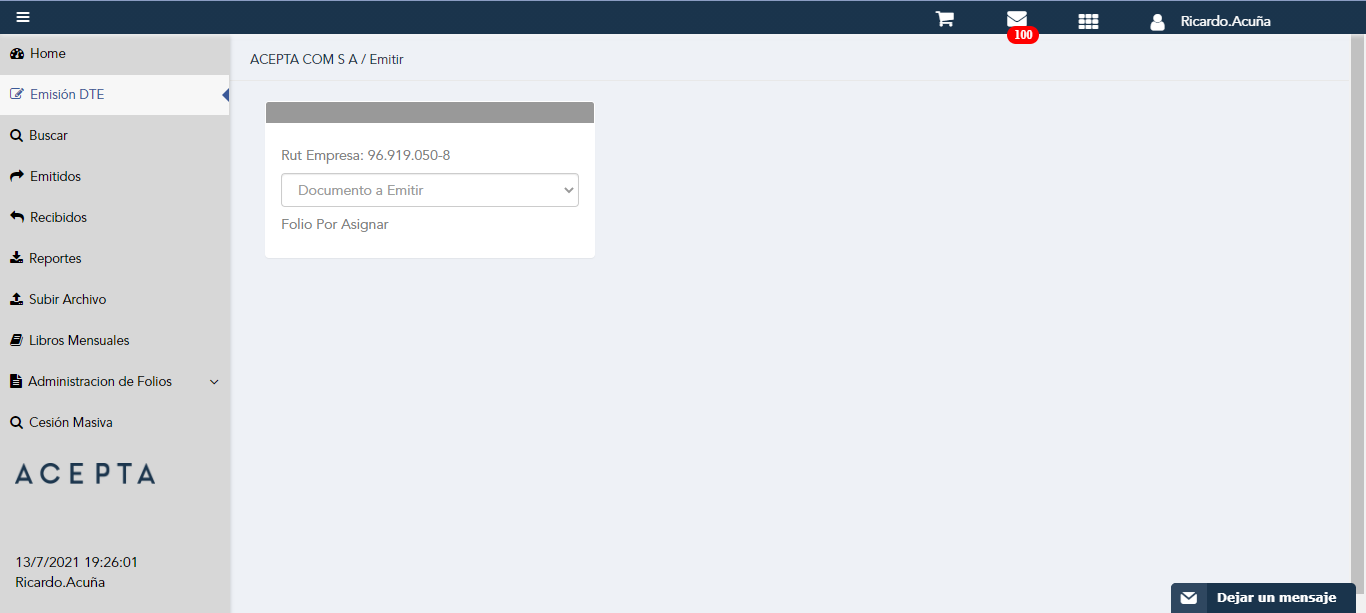 Ricardo.Acuña
100
Home
ACEPTA COM S A / Emitir
Emisión DTE
Buscar
Rut Empresa: 96.919.050-8
Emitidos
Documento a Emitir
Recibidos
Folio Por Asignar
Reportes
Subir Archivo
Libros Mensuales
Administracion de Folios
Cesión Masiva
ACEPTA
13/7/2021 19:26:01
Ricardo.Acuña
Dejar un mensaje